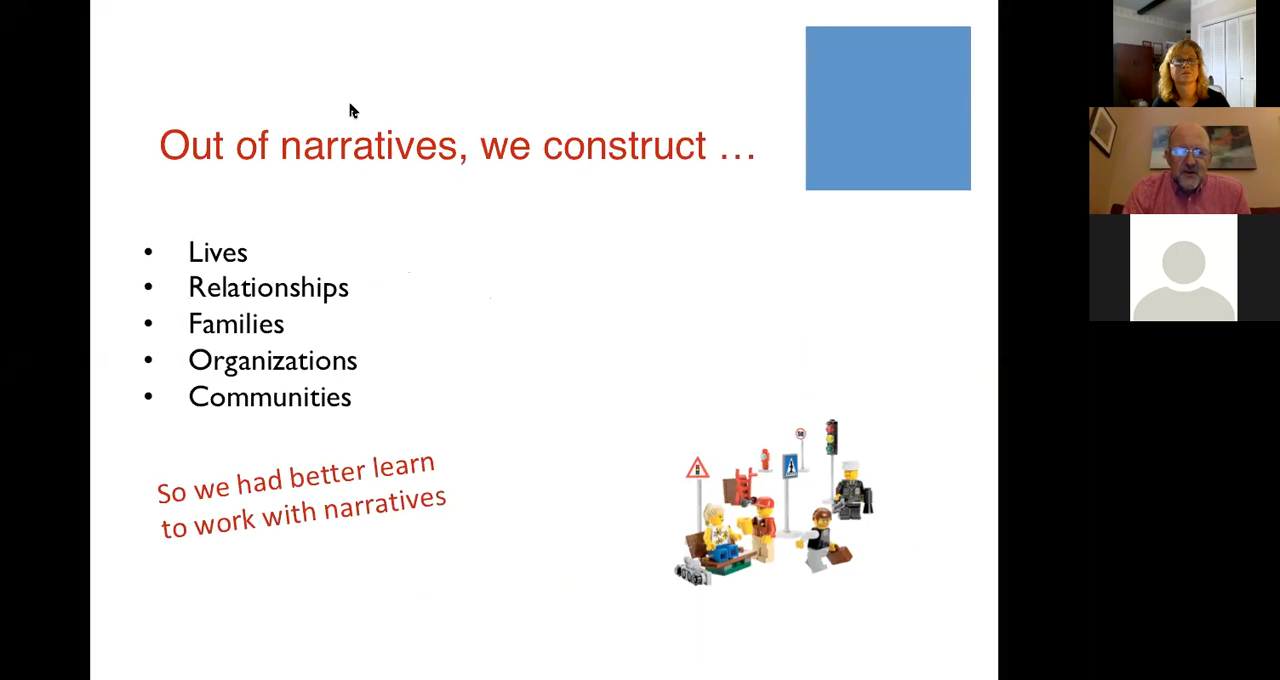 Out of narratives, we construct …
• Lives
• Relationships
• Families
• Organizations
• Communities
So we had better learn
to work with narratives
50